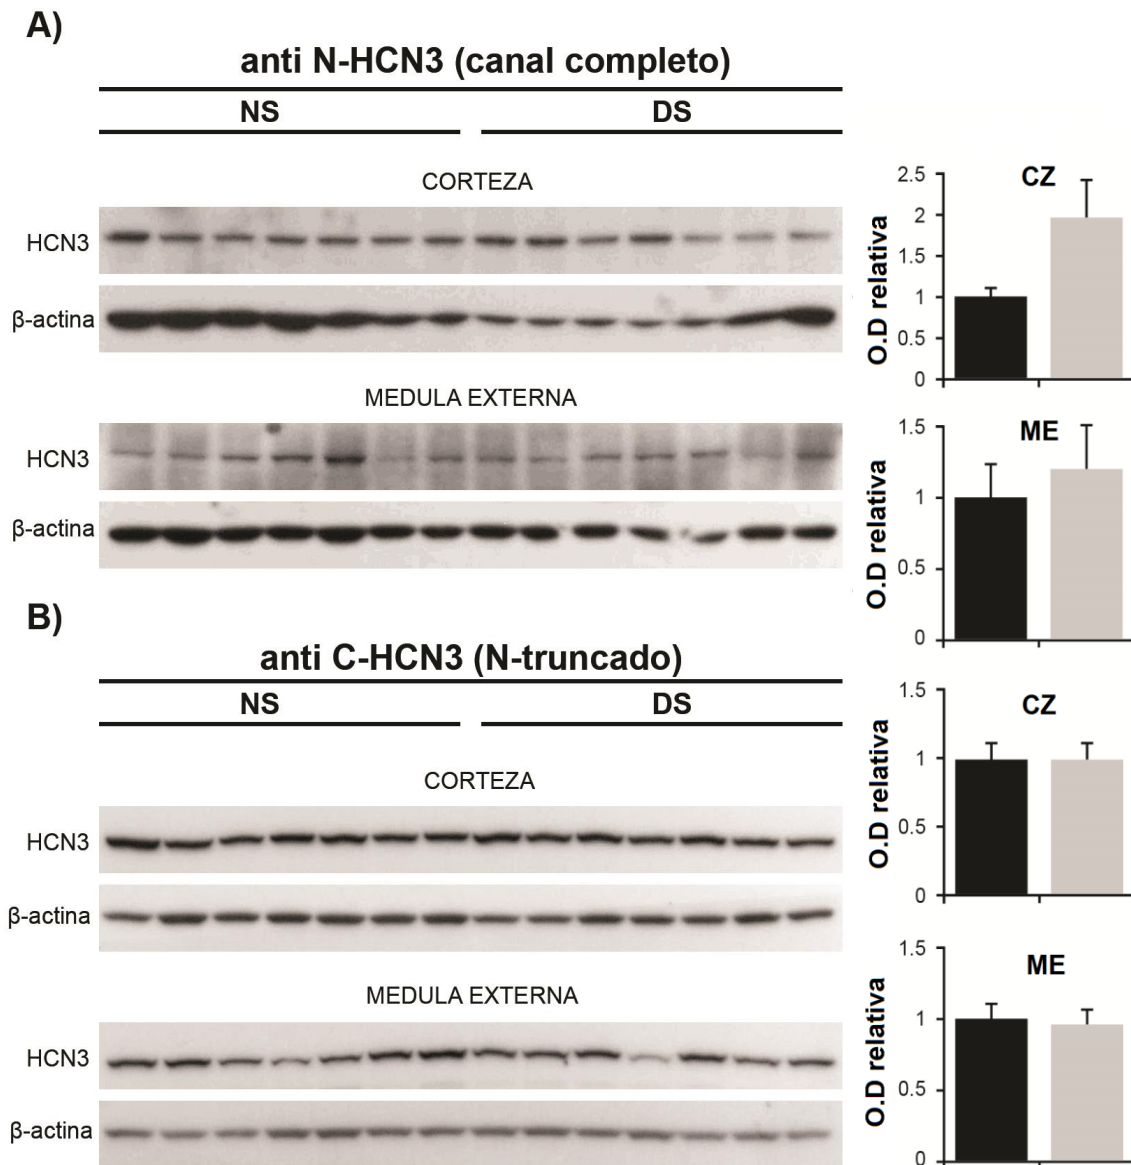 A)
anti N-HCN3 (canal completo)
NS DS
CORTEZA
HCN3
β-actina
MEDULA EXTERNA
HCN3
β-actina
CZ
O.D relativa
2.5
2
1.5
1
0.5
0
ME
O.D relativa
1.5
1
0.5
0
B)
anti C-HCN3 (N-truncado)
NS DS
CORTEZA
HCN3
β-actina
MEDULA EXTERNA
HCN3
β-actina
CZ
O.D relativa
1.5
1
0.5
0
ME
O.D relativa
1.5
1
0.5
0